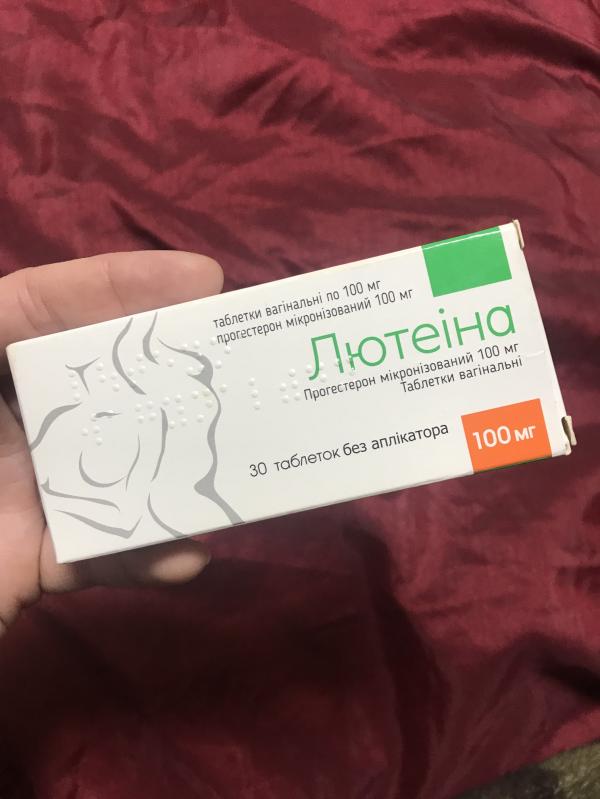 таблетки вагінальні по 100 мг
прогестерон мікронізований 100 мг
Лютеіна
Прогестерон мікронізований 100 мг
Таблетки вагінальні
30 таблеток без аплікатора
100 мг